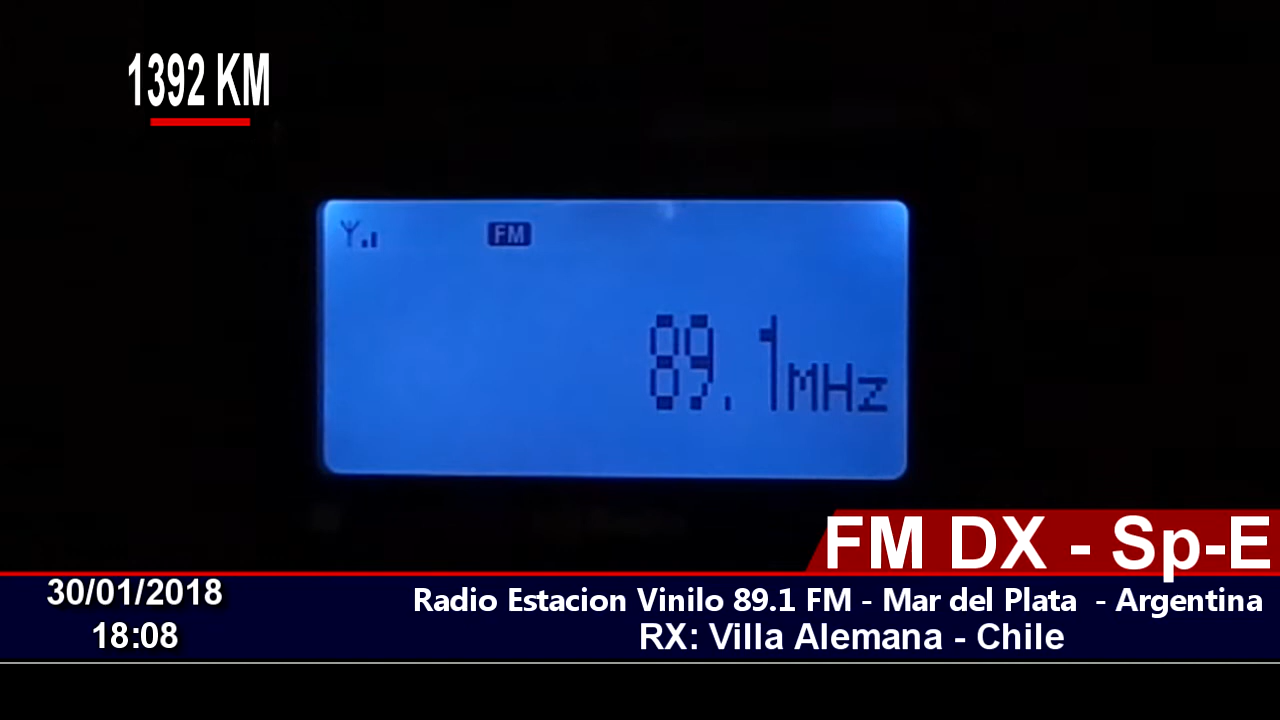 1392 KM
FM
89.1MHz
FM DX - Sp-E
30/01/2018
Radio Estacion Vinilo 89.1 FM - Mar del Plata - Argentina
18:08
RX: Villa Alemana - Chile